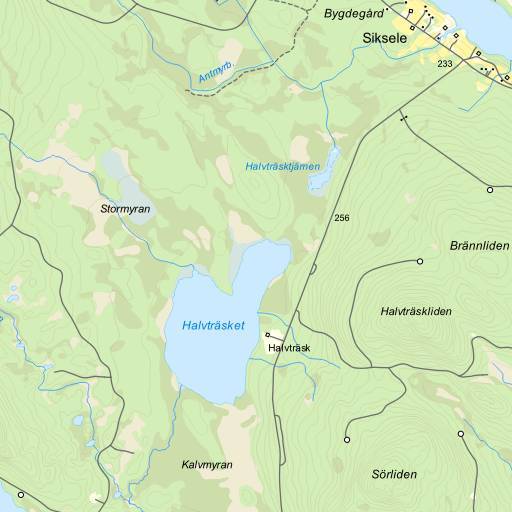 Bygdegård
Siksele
233
Antmyrb.
Halvträsktjärnen
Stormyran
256
Brännliden
Halvträskliden
Halvträsket
Halvträsk
Kalvmyran
Sörliden